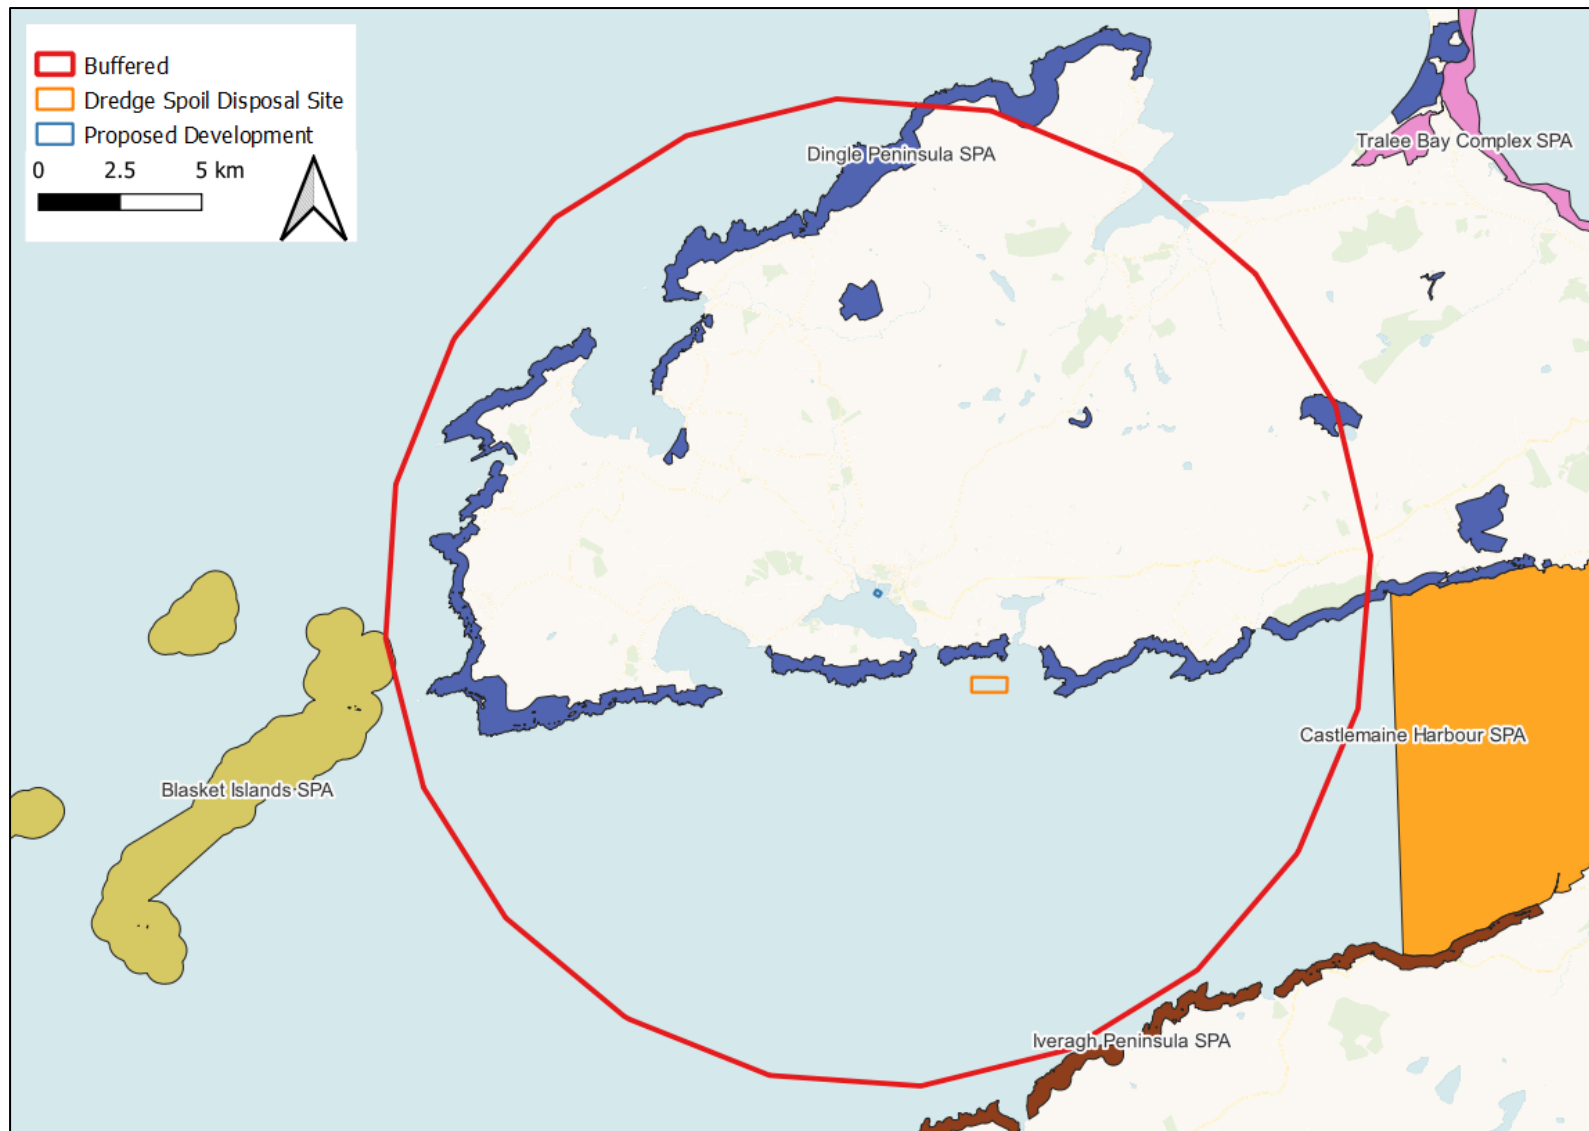 Buffered
Dredge Spoil Disposal Site
Proposed Development
0 2.5 5 km
Dingle Peninsula SPA
Tralee Bay Complex SPA
Castlemaine Harbour SPA
Blasket Islands SPA
Iveragh Peninsula SPA